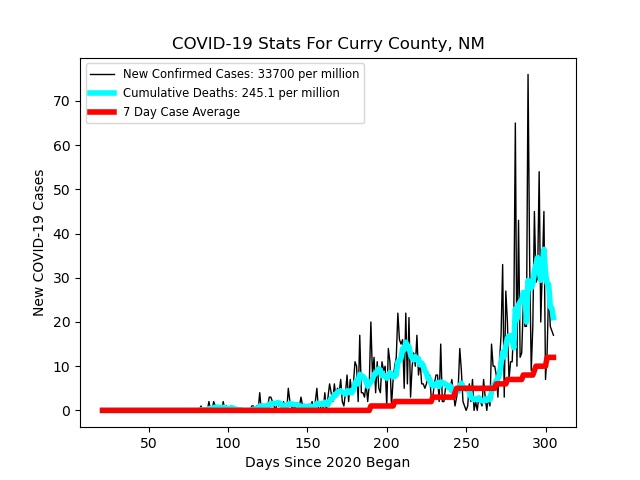 COVID-19 Stats For Curry County, NM
New Confirmed Cases: 33700 per million
Cumulative Deaths: 245.1 per million
7 Day Case Average
New COVID-19 Cases
70
60
50
40
30
20
10
0
50 100 150 200 250 300
Days Since 2020 Began